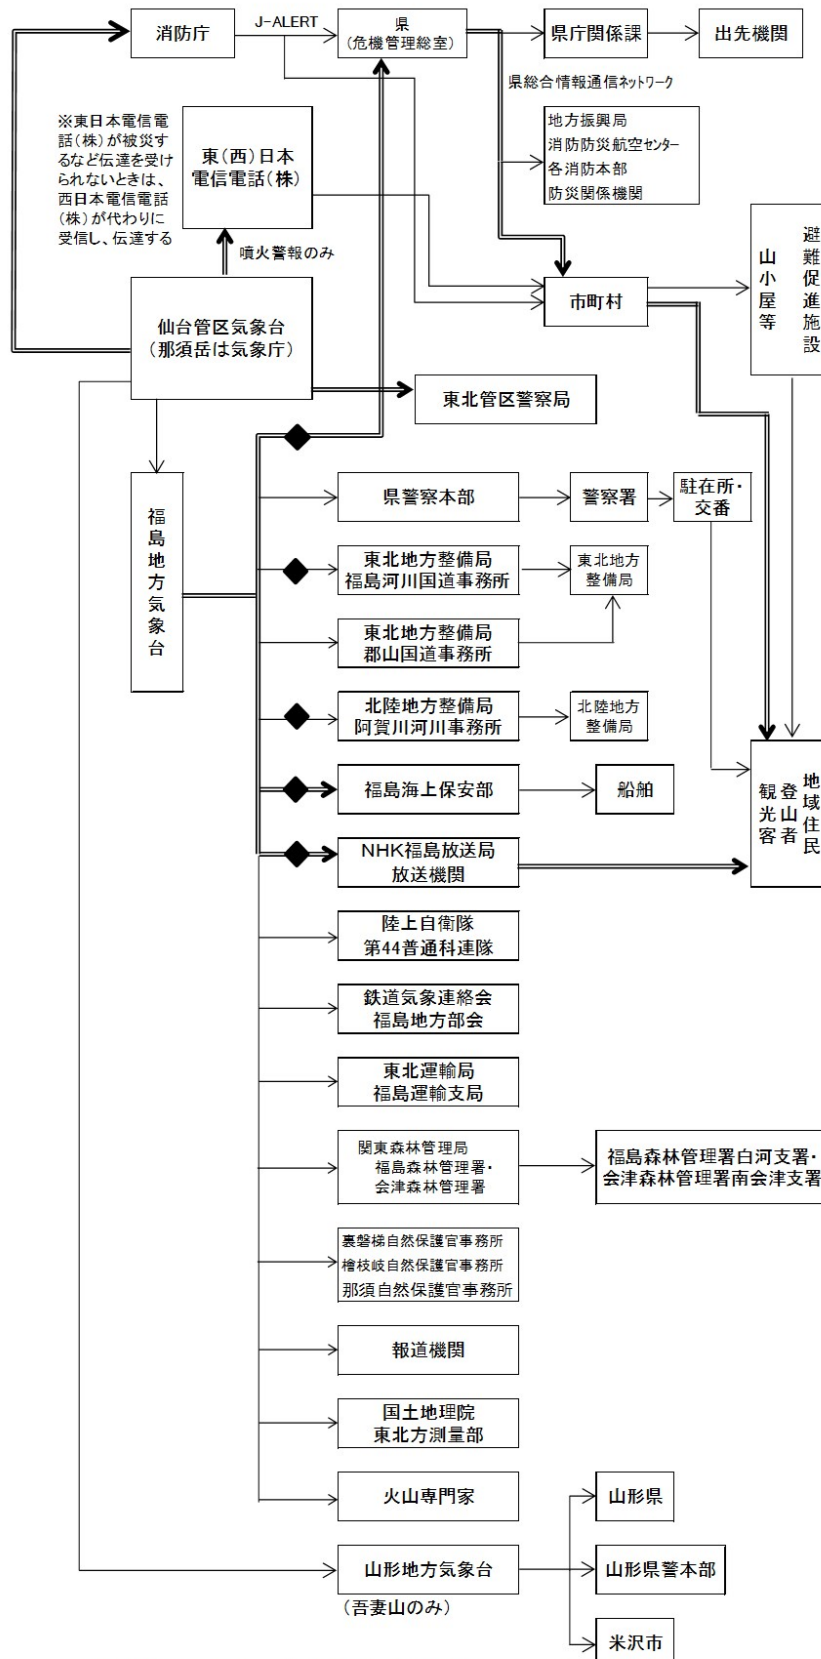 消防庁
J-ALERT
県
(危機管理総室)
県庁関係課
出先機関
県総合情報通信ネットワーク
※東日本電信電
話(株)が被災す
るなど伝達を受け
られないときは、
西日本電信電話
(株)が代わりに
受信し、伝達する
東(西)日本
電信電話(株)
地方振興局
消防防災航空センター
各消防本部
防災関係機関
噴火警報のみ
避難促進施設
山小屋等
市町村
仙台管区気象台
(那須岳は気象庁)
東北管区警察局
福島地方気象台
県警察本部
警察署
駐在所・
交番
東北地方整備局
福島河川国道事務所
東北地方
整備局
東北地方整備局
郡山国道事務所
北陸地方整備局
阿賀川河川事務所
北陸地方
整備局
地域住民
登山者
観光客
福島海上保安部
船舶
NHK福島放送局
放送機関
陸上自衛隊
第44普通科連隊
鉄道気象連絡会
福島地方部会
東北運輸局
福島運輸支局
関東森林管理局
福島森林管理署・
会津森林管理署
福島森林管理署白河支署・
会津森林管理署南会津支署
裏磐梯自然保護官事務所
檜枝岐自然保護官事務所
那須自然保護官事務所
報道機関
国土地理院
東北方測量部
火山専門家
山形県
山形地方気象台
(吾妻山のみ)
山形県警本部
米沢市